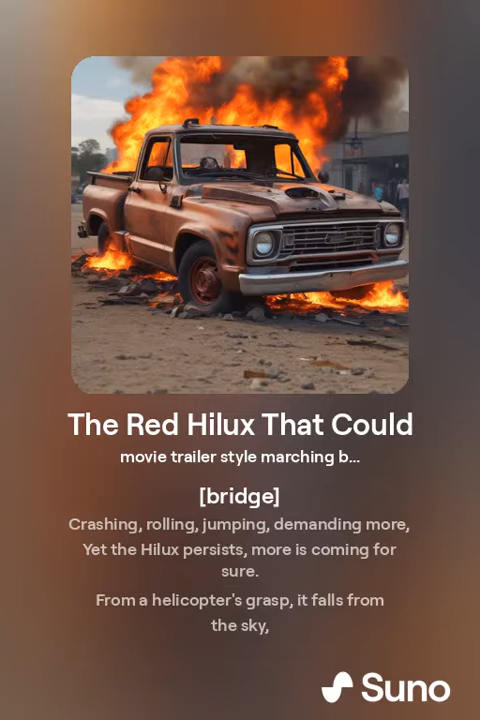 The Red Hilux That Could
movie trailer style marching b...
[bridge]
Crashing, rolling, jumping, demanding more,
Yet the Hilux persists, more is coming for
sure.
From a helicopter's grasp, it falls from
the sky,
Suno